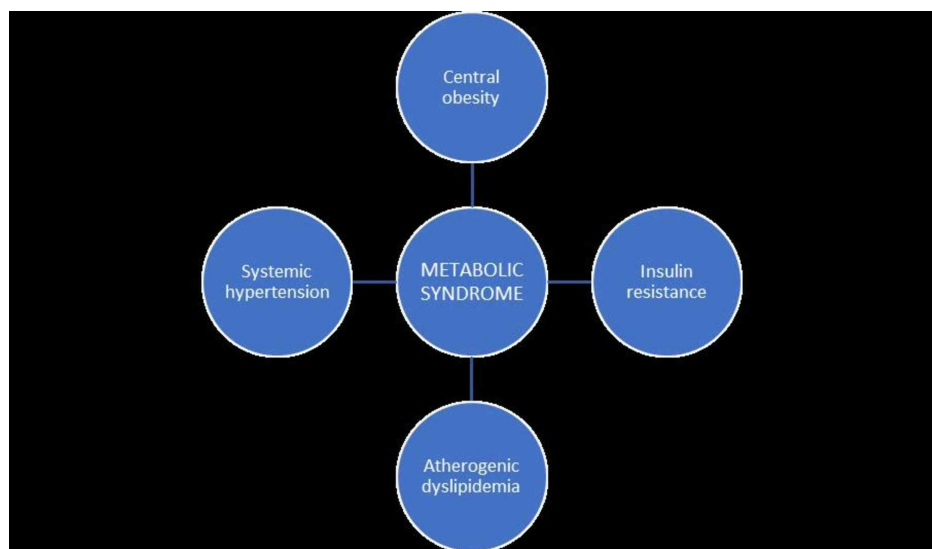 Central
obesity
Systemic
hypertension
METABOLIC
SYNDROME
Insulin
resistance
Atherogenic
dyslipidemia